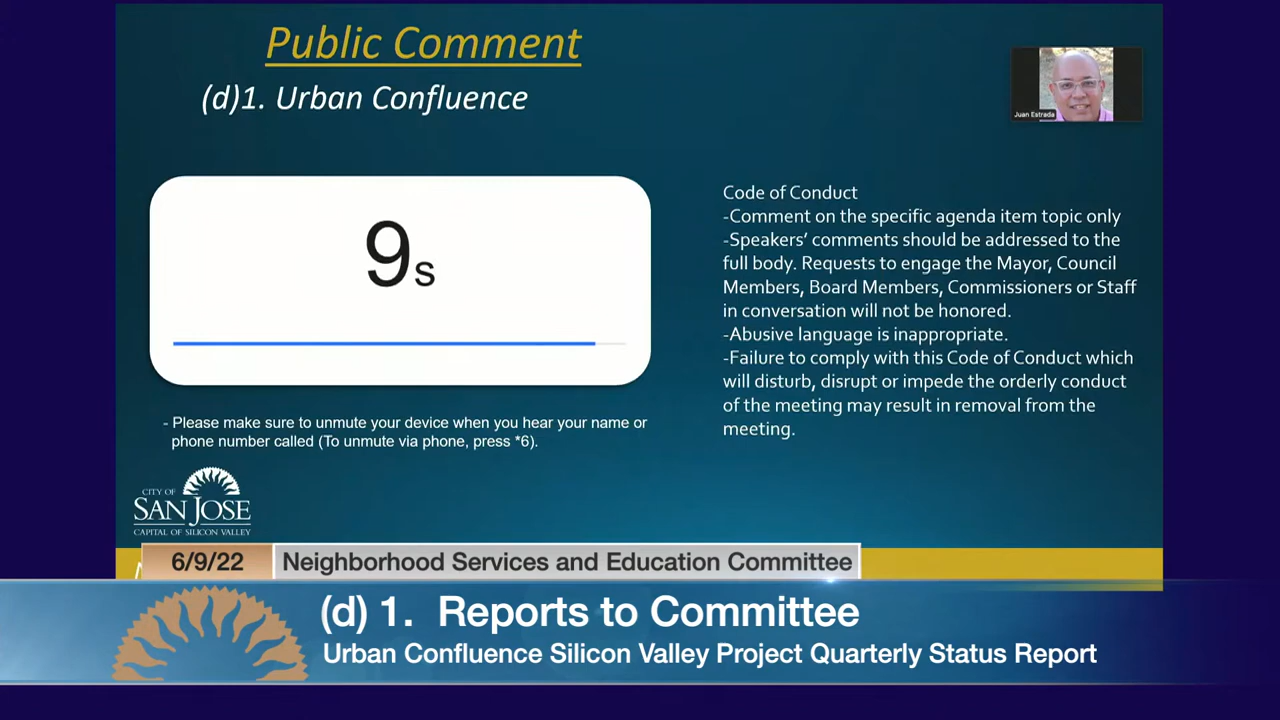 Public Comment
(d)1. Urban Confluence
Juan Estrada
9s
Code of Conduct
-Comment on the specific agenda item topic only
-Speakers' comments should be addressed to the
full body. Requests to engage the Mayor, Council
Members, Board Members, Commissioners or Staff
in conversation will not be honored.
-Abusive language is inappropriate.
-Failure to comply with this Code of Conduct which
will disturb, disrupt or impede the orderly conduct
of the meeting may result in removal from the
meeting.
- Please make sure to unmute your device when you hear your name or
phone number called (To unmute via phone, press *6).
CITY OF
SAN JOSE
CAPITAL OF SILICON VALLEY
6/9/22
Neighborhood Services and Education Committee
(d) 1. Reports to Committee
Urban Confluence Silicon Valley Project Quarterly Status Report